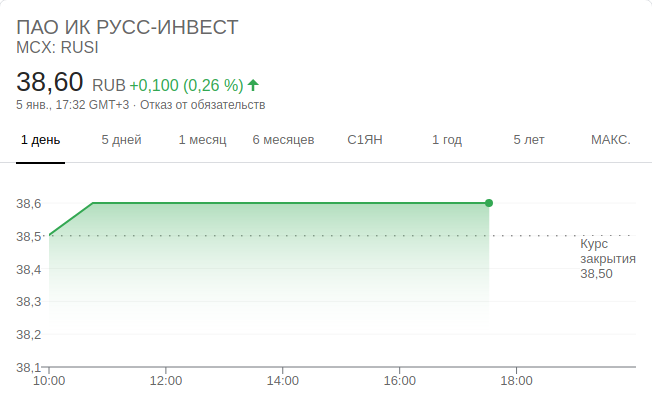 ПАО ИК РУСС-ИНВЕСТ
MCX: RUSI
38,60 RUB +0,100 (0,26 %)
5 янв., 17:32 GMT+3 · Отказ от обязательств
1 день 5 дней 1 месяц 6 месяцев С1ЯН 1 год 5 лет МАКС.
38,6
38,5
Курс
закрытия
38,50
38,4
38,3
38,2
38,1
10:00 12:00 14:00 16:00 18:00